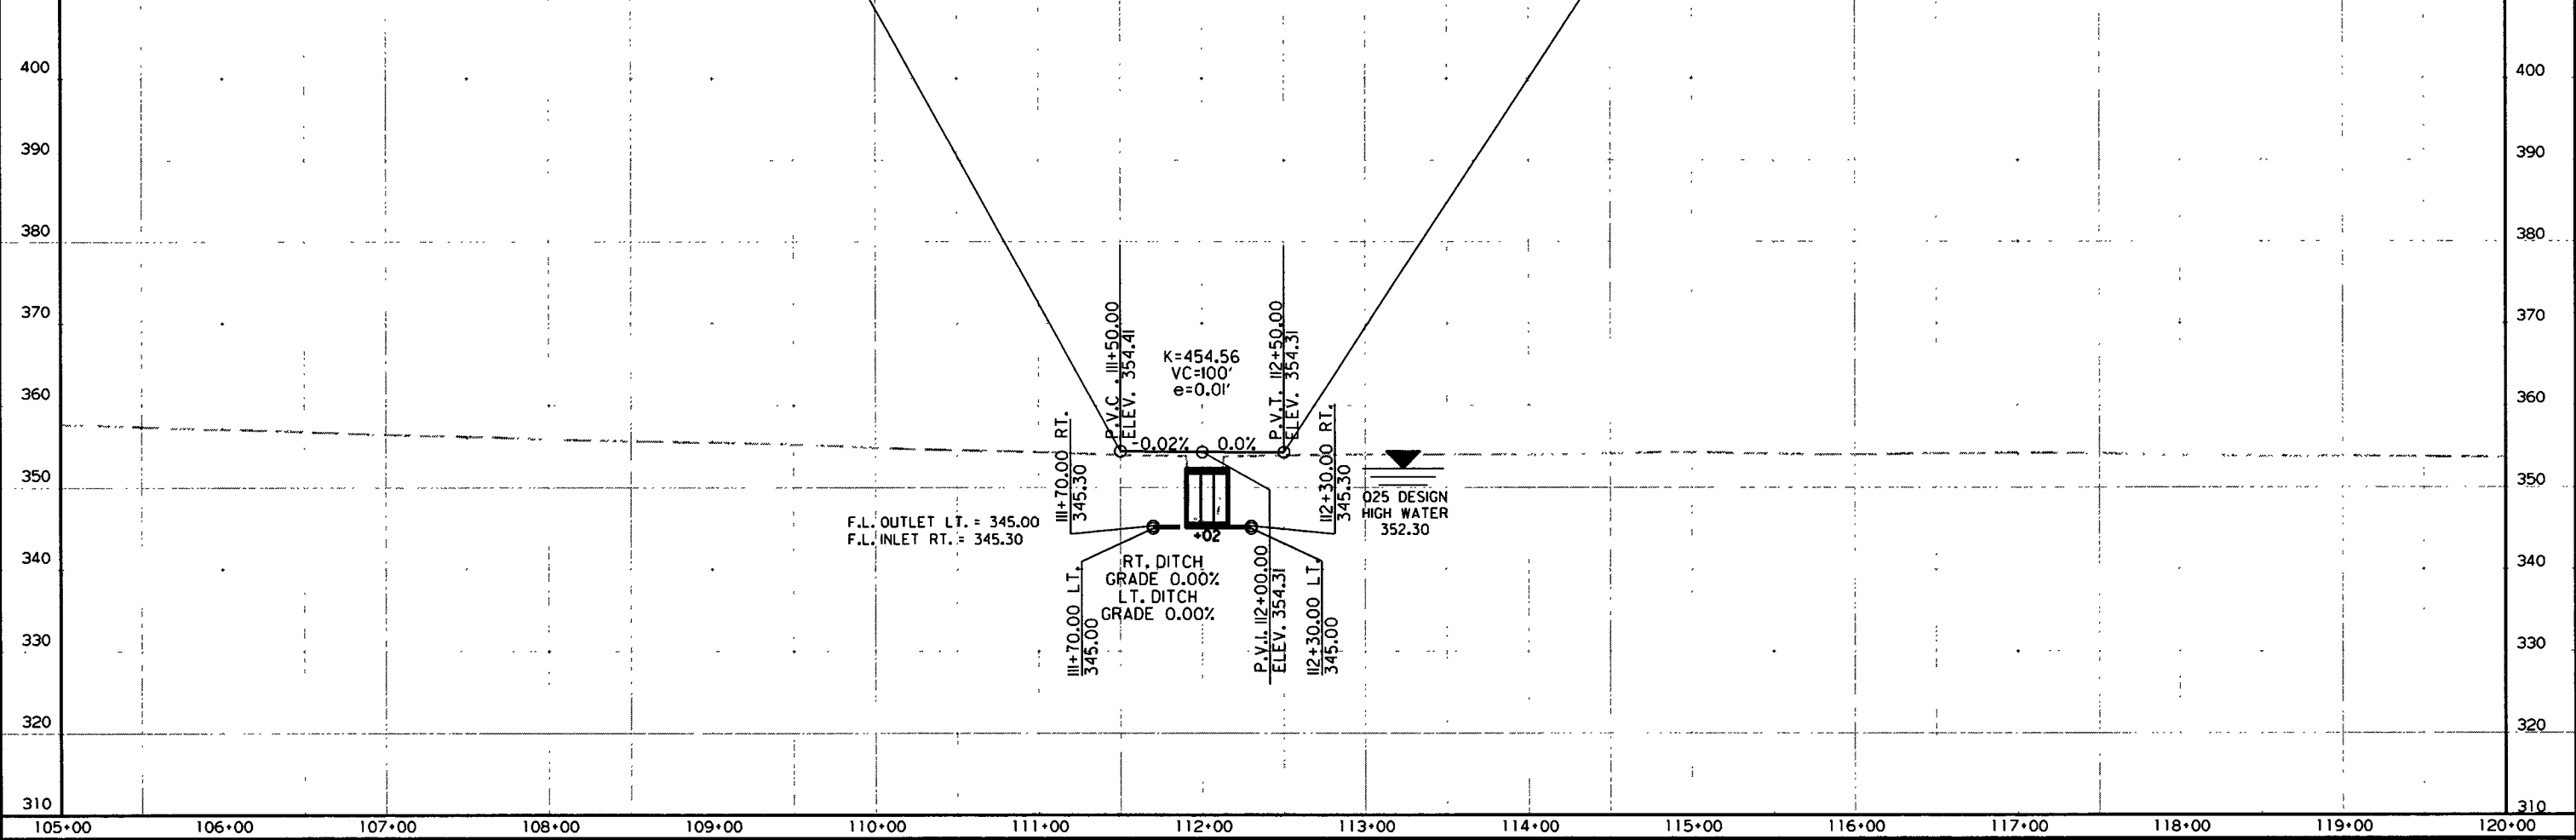 400
400
390
390
380
380
370
370
360
360
350
350
340
340
330
330
320
320
310
310
P.V.C. 111+50.00
ELEV. 354.41
K=454.56
VC=100'
e=0.01'
P.V.T. 112+50.00
ELEV. 354.31
-0.02%
0.0%
111+70.00 RT.
345.30
112+30.00 RT.
345.30
Q25 DESIGN
HIGH WATER
352.30
F.L. OUTLET LT. = 345.00
F.L. INLET RT. = 345.30
+02
RT. DITCH
GRADE 0.00%
LT. DITCH
GRADE 0.00%
111+70.00 LT.
345.00
P.V.I. 112+00.00
ELEV. 354.31
112+30.00 LT.
345.00
105+00
106+00
107+00
108+00
109+00
110+00
111+00
112+00
113+00
114+00
115+00
116+00
117+00
118+00
119+00
120+00